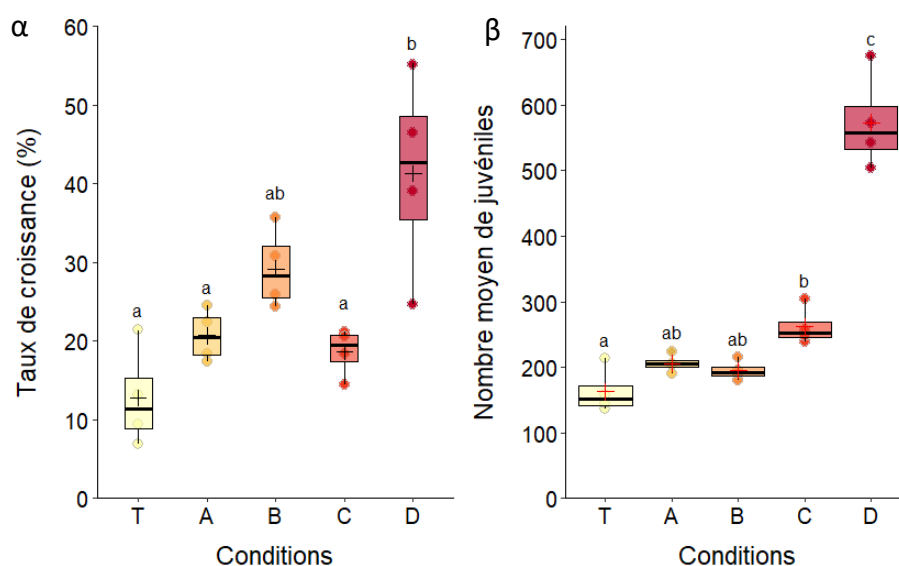 α
Taux de croissance (%)
60
50
40
30
20
10
0
a
a
ab
a
b
T A B C D
Conditions
β
Nombre moyen de juvéniles
700
600
500
400
300
200
100
0
a
ab
ab
b
c
T A B C D
Conditions